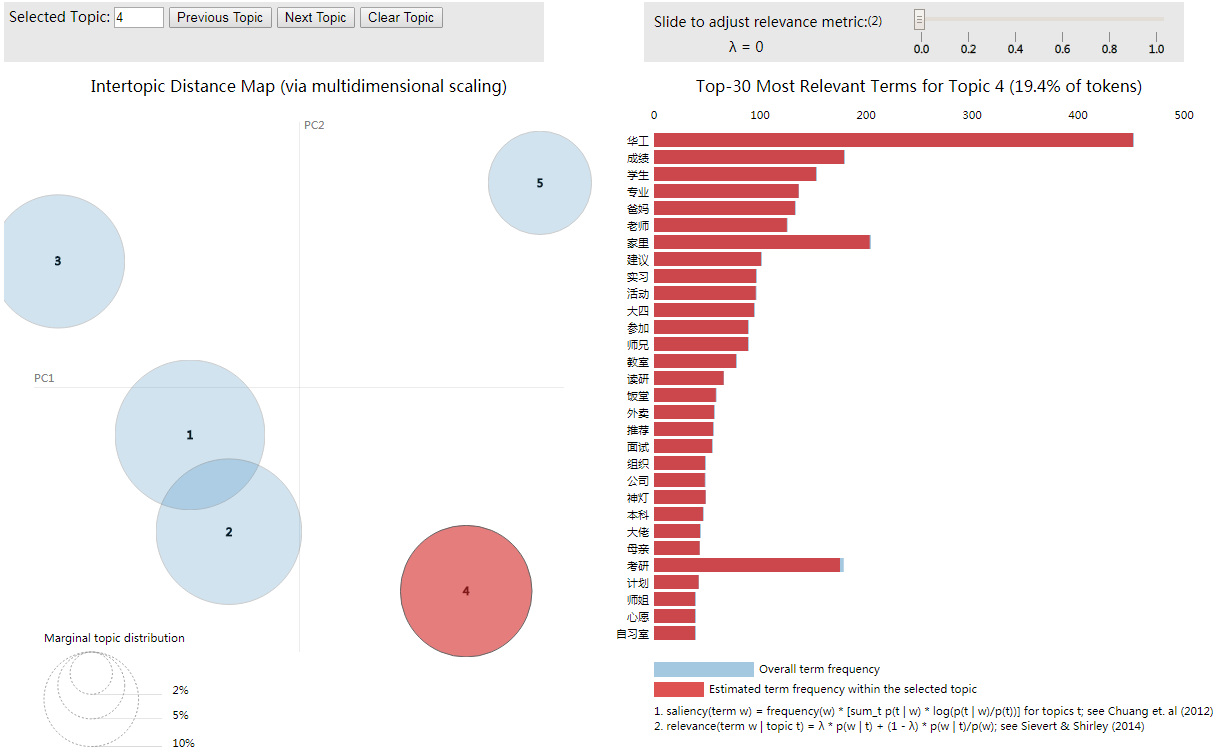 Selected Topic: 4 Previous Topic Next Topic Clear Topic
Slide to adjust relevance metric:(2)
λ = 0
0.0 0.2 0.4 0.6 0.8 1.0
Intertopic Distance Map (via multidimensional scaling)
PC2
PC1
5
3
1
2
4
Marginal topic distribution
2%
5%
10%
Top-30 Most Relevant Terms for Topic 4 (19.4% of tokens)
0 100 200 300 400 500
华工
成绩
学生
专业
爸妈
老师
家里
建议
实习
活动
大四
参加
师兄
教室
读研
饭堂
外卖
推荐
面试
组织
公司
神灯
本科
大佬
母亲
考研
计划
师姐
心愿
自习室
Overall term frequency
Estimated term frequency within the selected topic
1. saliency(term w) = frequency(w) * [sum_t p(t | w) * log(p(t | w)/p(t))] for topics t; see Chuang et. al (2012)
2. relevance(term w | topic t) = λ * p(w | t) + (1 - λ) * p(w | t)/p(w); see Sievert & Shirley (2014)